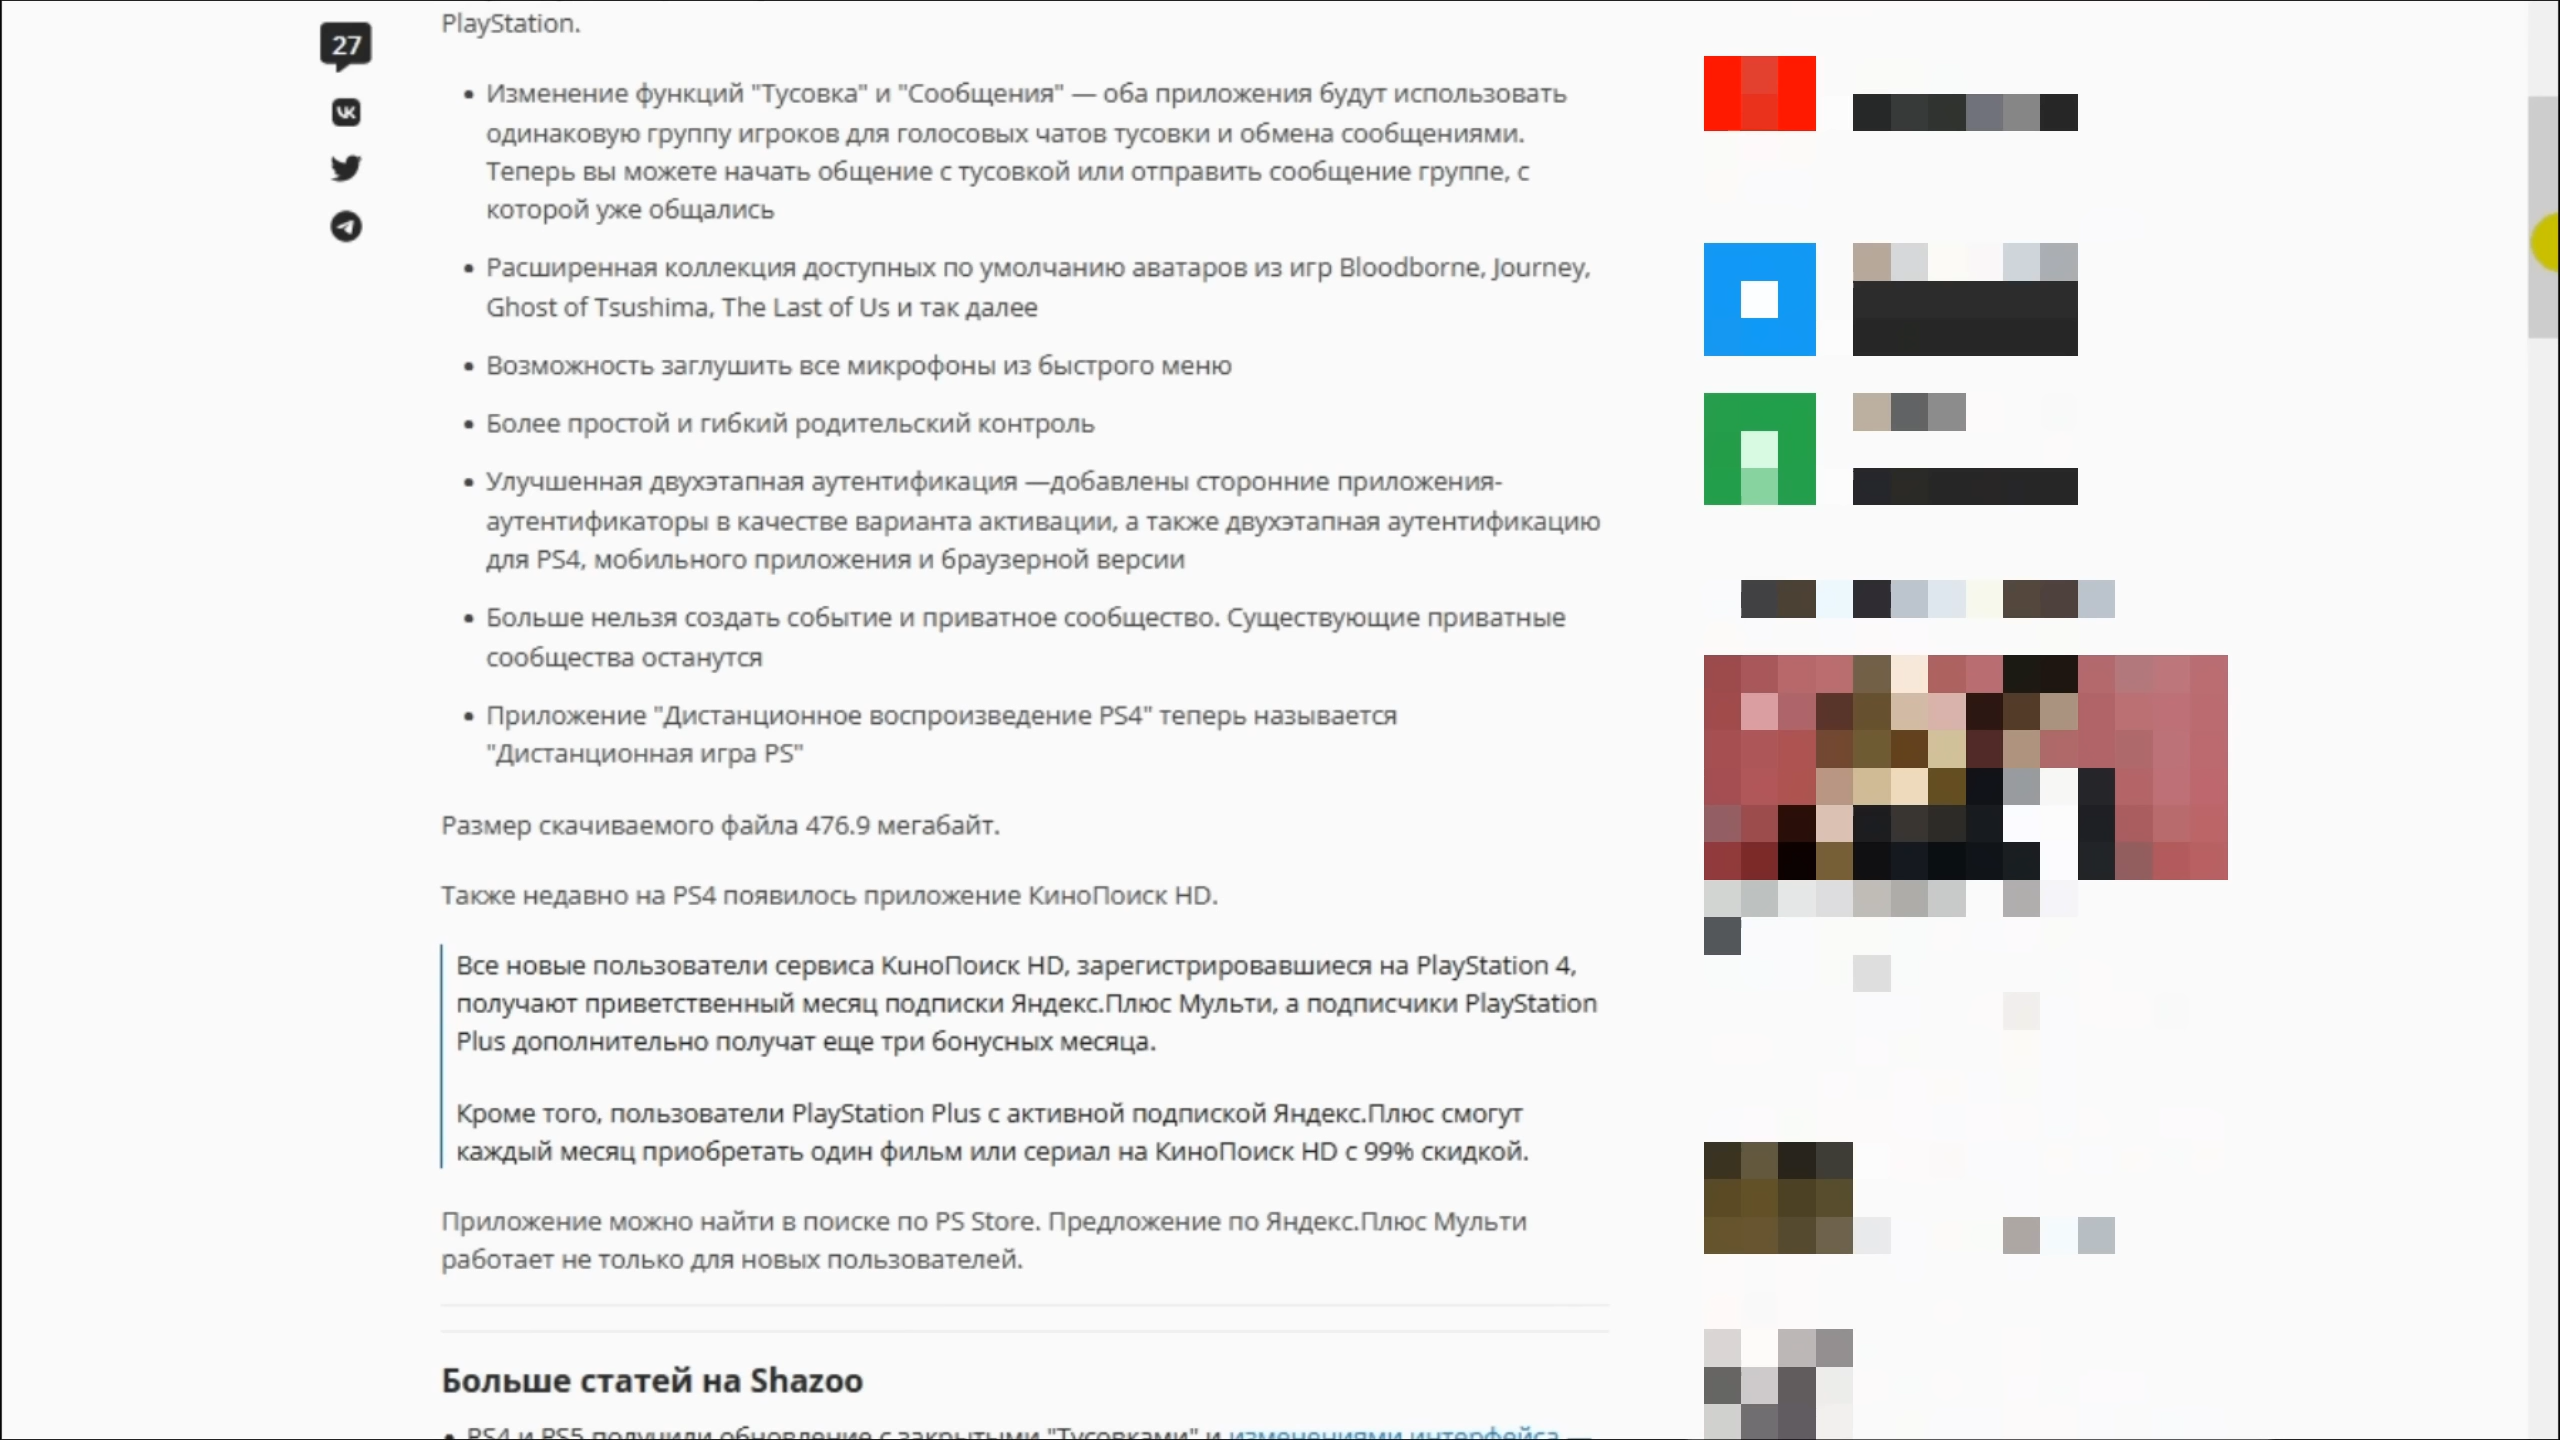 27
PlayStation.
• Изменение функций "Тусовка" и "Сообщения" — оба приложения будут использовать
одинаковую группу игроков для голосовых чатов тусовки и обмена сообщениями.
Теперь вы можете начать общение с тусовкой или отправить сообщение группе, с
которой уже общались
• Расширенная коллекция доступных по умолчанию аватаров из игр Bloodborne, Journey,
Ghost of Tsushima, The Last of Us и так далее
• Возможность заглушить все микрофоны из быстрого меню
• Более простой и гибкий родительский контроль
• Улучшенная двухэтапная аутентификация —добавлены сторонние приложения-
аутентификаторы в качестве варианта активации, а также двухэтапная аутентификацию
для PS4, мобильного приложения и браузерной версии
• Больше нельзя создать событие и приватное сообщество. Существующие приватные
сообщества останутся
• Приложение "Дистанционное воспроизведение PS4" теперь называется
"Дистанционная игра PS"
Размер скачиваемого файла 476.9 мегабайт.
Также недавно на PS4 появилось приложение КиноПоиск HD.
Все новые пользователи сервиса KuноПоиск HD, зарегистрировавшиеся на PlayStation 4,
получают приветственный месяц подписки Яндекс.Плюс Мульти, а подписчики PlayStation
Plus дополнительно получат еще три бонусных месяца.
Кроме того, пользователи PlayStation Plus с активной подпиской Яндекс.Плюс смогут
каждый месяц приобретать один фильм или сериал на КиноПоиск HD с 99% скидкой.
Приложение можно найти в поиске по PS Store. Предложение по Яндекс.Плюс Мульти
работает не только для новых пользователей.
Больше статей на Shazoo
• PS4 и PS5 получили обновление с закрытыми "Тусовками" и изменениями интерфейса —